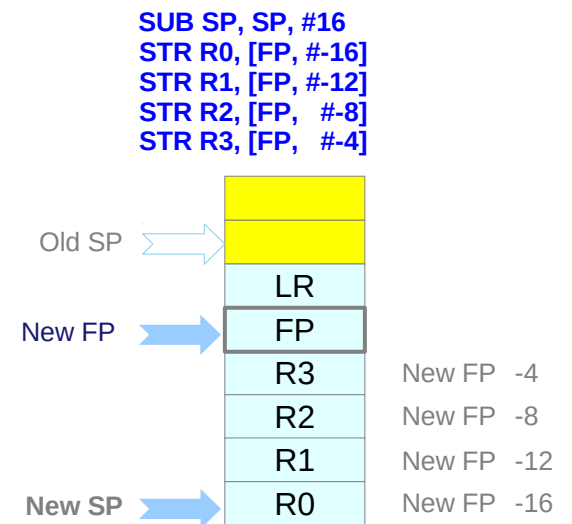 SUB SP, SP, #16
STR R0, [FP, #-16]
STR R1, [FP, #-12]
STR R2, [FP, #-8]
STR R3, [FP, #-4]
Old SP
LR
New FP FP
R3 New FP -4
R2 New FP -8
R1 New FP -12
New SP R0 New FP -16